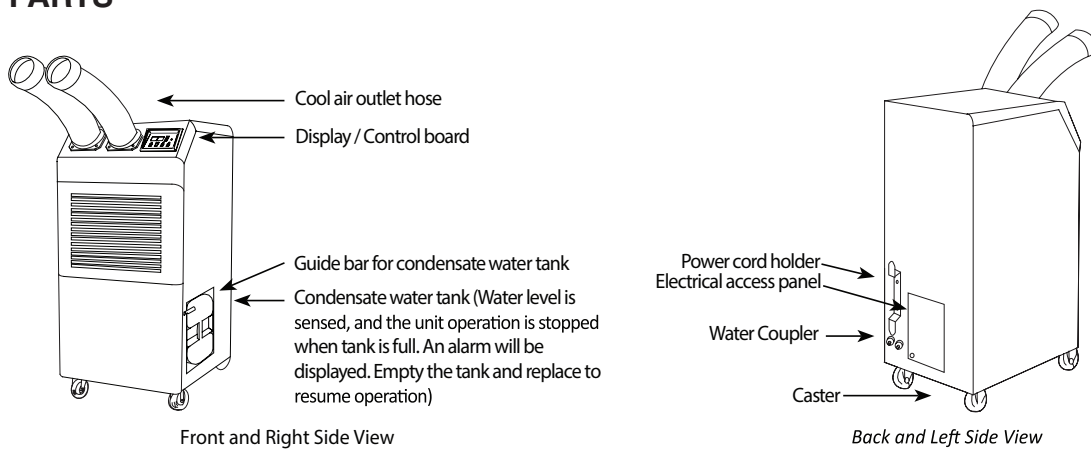 PARTS
Cool air outlet hose
Display / Control board
Guide bar for condensate water tank
Condensate water tank (Water level is
sensed, and the unit operation is stopped
when tank is full. An alarm will be
displayed. Empty the tank and replace to
resume operation)
Front and Right Side View
Power cord holder
Electrical access panel
Water Coupler
Caster
Back and Left Side View